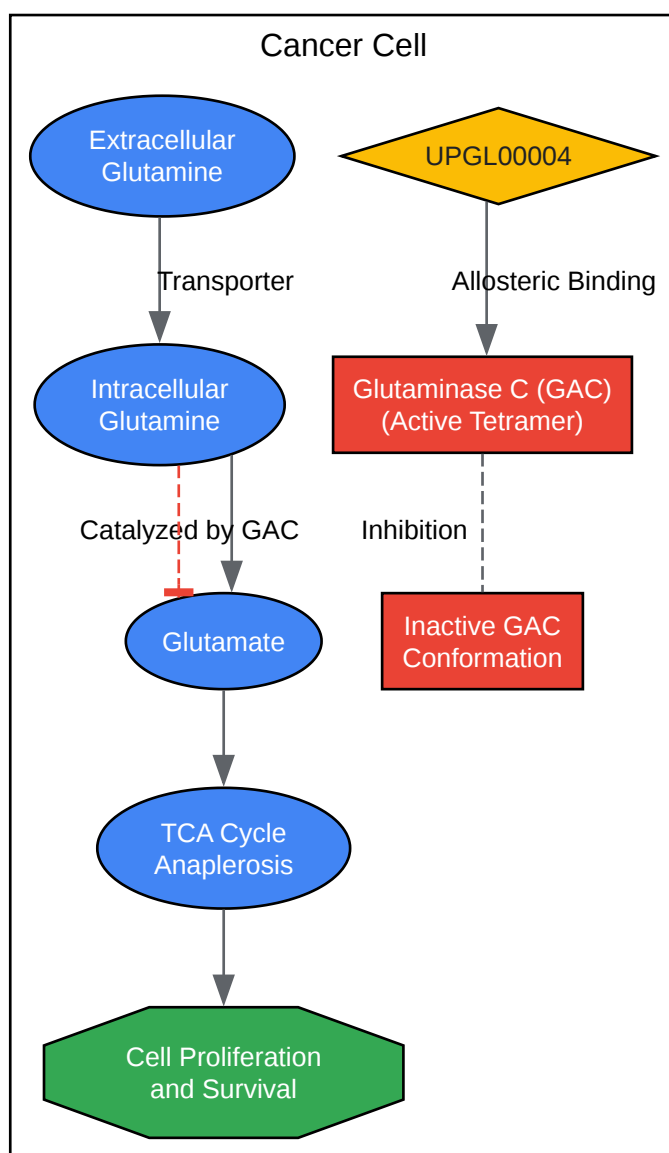 Cancer Cell
Extracellular
Glutamine
UPGL00004
Transporter
Allosteric Binding
Intracellular
Glutamine
Glutaminase C (GAC)
(Active Tetramer)
Catalyzed by GAC
Inhibition
Glutamate
Inactive GAC
Conformation
TCA Cycle
Anaplerosis
Cell Proliferation
and Survival